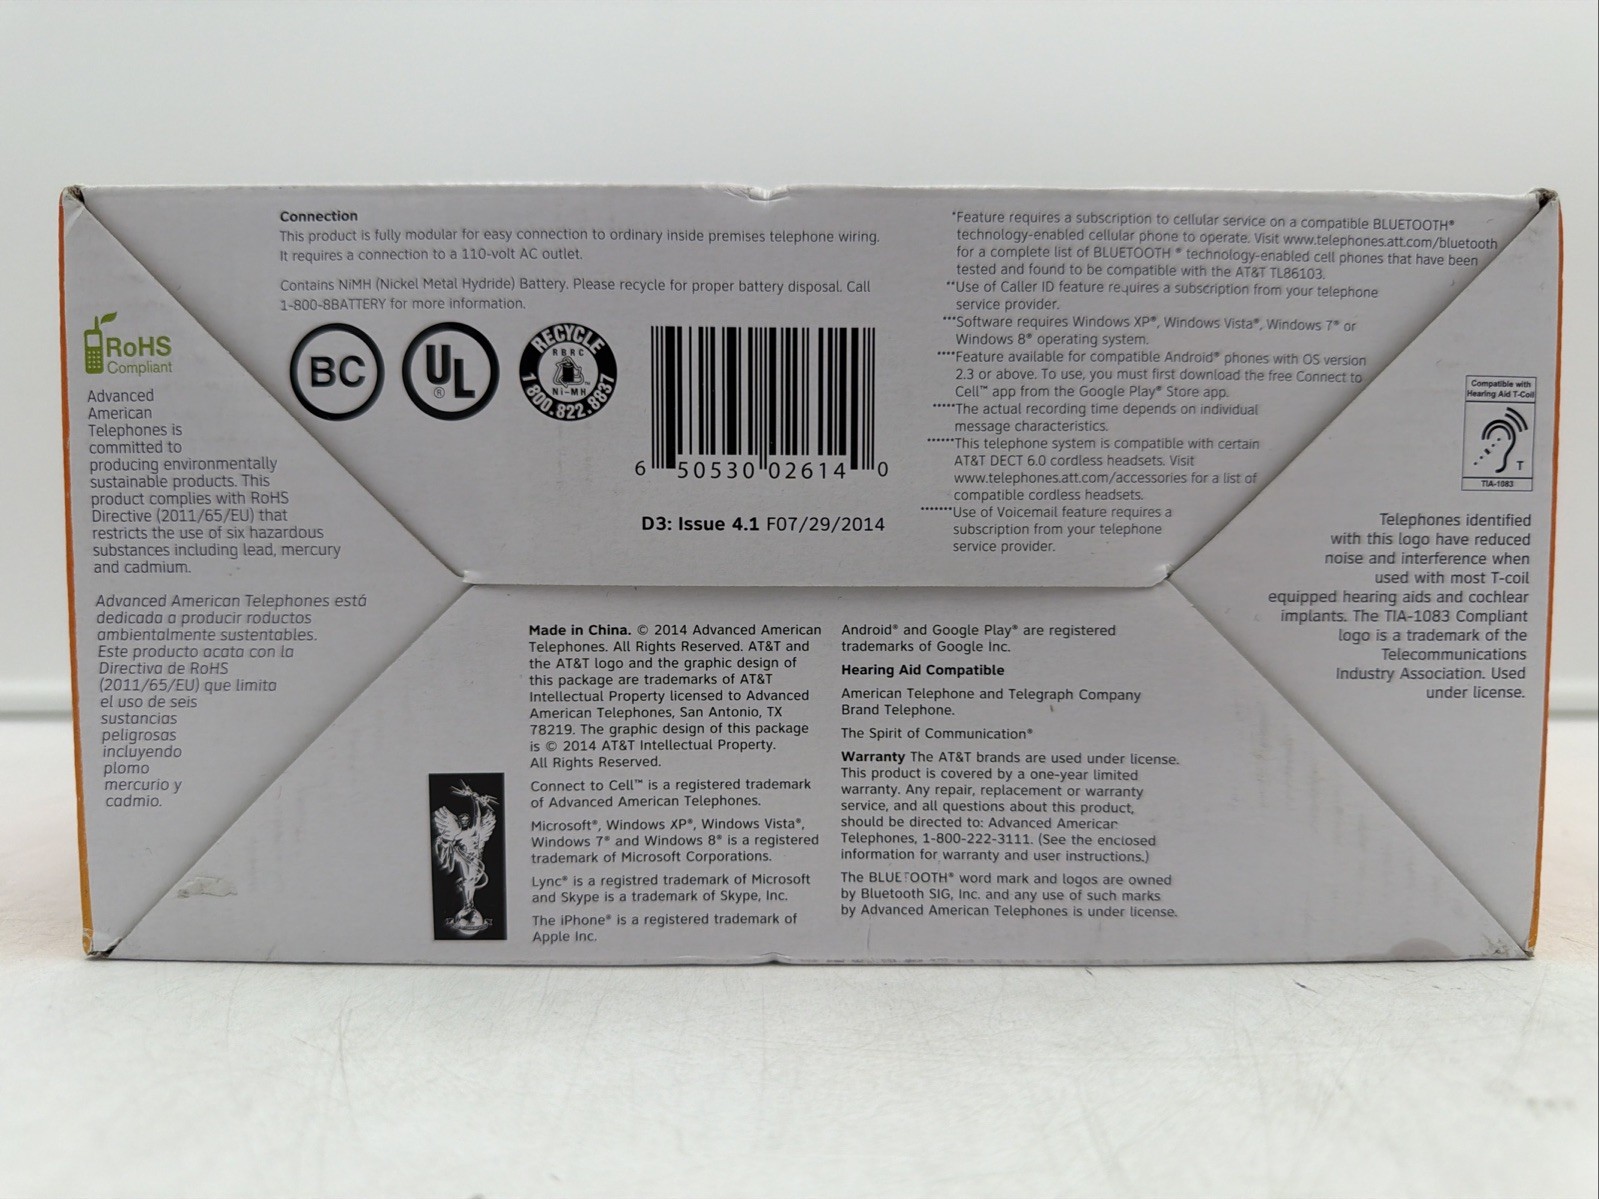 Connection
This product is fully modular for easy connection to ordinary inside premises telephone wiring.
It requires a connection to a 110-volt AC outlet.
Contains NiMH (Nickel Metal Hydride) Battery. Please recycle for proper battery disposal. Call
1-800-8BATTERY for more information.
BC
UL
®
RECYCLE
RBRC
Ni-MH
1.800.822.8837
6 50530 02614 0
D3: Issue 4.1 F07/29/2014
*Feature requires a subscription to cellular service on a compatible BLUETOOTH®
technology-enabled cellular phone to operate. Visit www.telephones.att.com/bluetooth
for a complete list of BLUETOOTH ® technology-enabled cell phones that have been
tested and found to be compatible with the AT&T TL86103.
**Use of Caller ID feature requires a subscription from your telephone
service provider.
***Software requires Windows XP®, Windows Vista®, Windows 7® or
Windows 8® operating system.
****Feature available for compatible Android® phones with OS version
2.3 or above. To use, you must first download the free Connect to
Cell™ app from the Google Play® Store app.
*****The actual recording time depends on individual
message characteristics.
******This telephone system is compatible with certain
AT&T DECT 6.0 cordless headsets. Visit
www.telephones.att.com/accessories for a list of
compatible cordless headsets.
*******Use of Voicemail feature requires a
subscription from your telephone
service provider.
RoHS
Compliant
Advanced
American
Telephones is
committed to
producing environmentally
sustainable products. This
product complies with RoHS
Directive (2011/65/EU) that
restricts the use of six hazardous
substances including lead, mercury
and cadmium.
Advanced American Telephones está
dedicada a producir roductos
ambientalmente sustentables.
Este producto acata con la
Directiva de RoHS
(2011/65/EU) que limita
el uso de seis
sustancias
peligrosas
incluyendo
plomo
mercurio y
cadmio.
Compatible with
Hearing Aid T-Coil
T
TIA-1083
Telephones identified
with this logo have reduced
noise and interference when
used with most T-coil
equipped hearing aids and cochlear
implants. The TIA-1083 Compliant
logo is a trademark of the
Telecommunications
Industry Association. Used
under license.
Made in China. © 2014 Advanced American
Telephones. All Rights Reserved. AT&T and
the AT&T logo and the graphic design of
this package are trademarks of AT&T
Intellectual Property licensed to Advanced
American Telephones, San Antonio, TX
78219. The graphic design of this package
is © 2014 AT&T Intellectual Property.
All Rights Reserved.
Connect to Cell™ is a registered trademark
of Advanced American Telephones.
Microsoft®, Windows XP®, Windows Vista®,
Windows 7® and Windows 8® is a registered
trademark of Microsoft Corporations.
Lync® is a registred trademark of Microsoft
and Skype is a trademark of Skype, Inc.
The iPhone® is a registered trademark of
Apple Inc.
Android® and Google Play® are registered
trademarks of Google Inc.
Hearing Aid Compatible
American Telephone and Telegraph Company
Brand Telephone.
The Spirit of Communication®
Warranty The AT&T brands are used under license.
This product is covered by a one-year limited
warranty. Any repair, replacement or warranty
service, and all questions about this product,
should be directed to: Advanced American
Telephones, 1-800-222-3111. (See the enclosed
information for warranty and user instructions.)
The BLUETOOTH® word mark and logos are owned
by Bluetooth SIG, Inc. and any use of such marks
by Advanced American Telephones is under license.